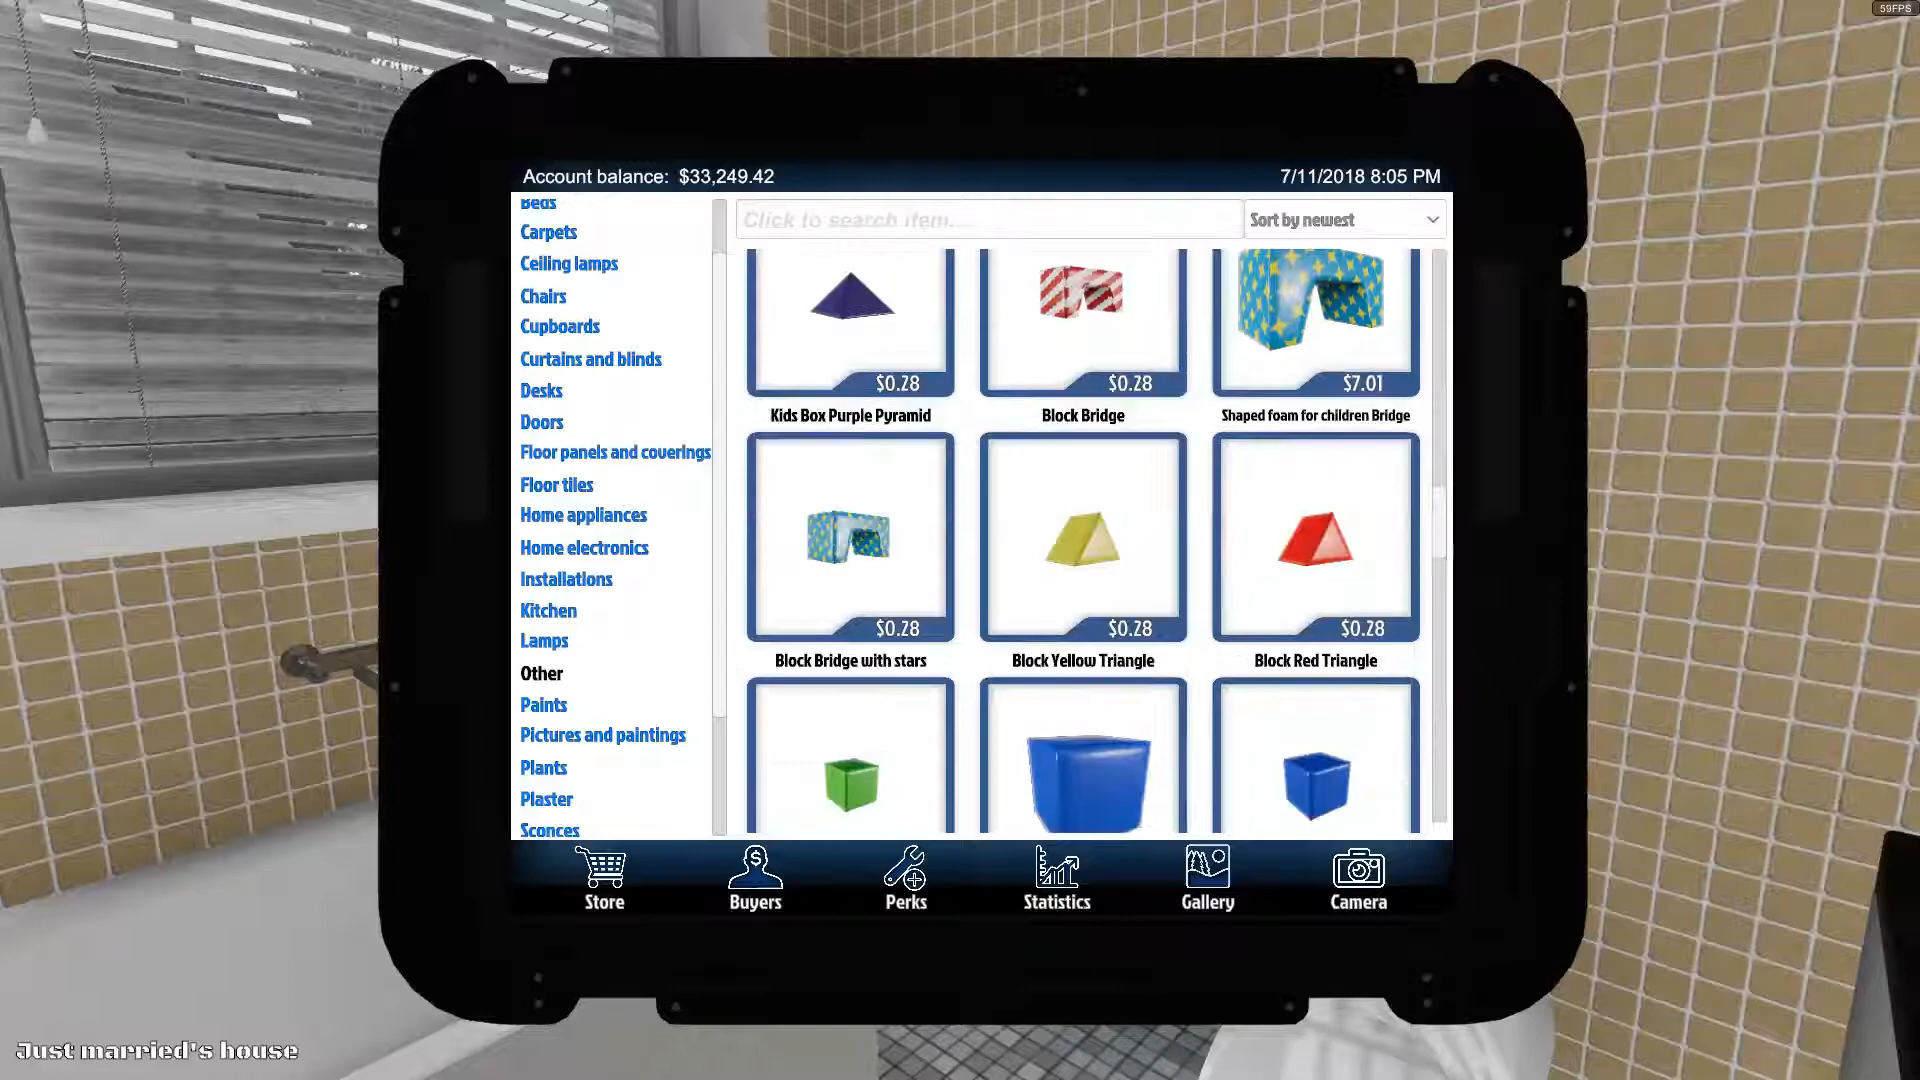 59FPS
Account balance: $33,249.42
7/11/2018 8:05 PM
Click to search item....
Sort by newest
Beds
Carpets
Ceiling lamps
Chairs
Cupboards
Curtains and blinds
Desks
Doors
Floor panels and coverings
Floor tiles
Home appliances
Home electronics
Installations
Kitchen
Lamps
Other
Paints
Pictures and paintings
Plants
Plaster
Sconces
$0.28
$0.28
$7.01
Kids Box Purple Pyramid
Block Bridge
Shaped foam for children Bridge
$0.28
$0.28
$0.28
Block Bridge with stars
Block Yellow Triangle
Block Red Triangle
Store
Buyers
Perks
Statistics
Gallery
Camera
Just married's house